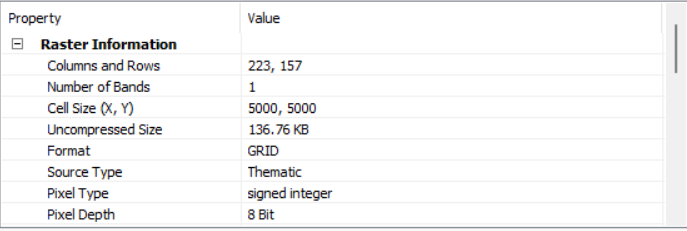 Property Value
Raster Information
Columns and Rows 223, 157
Number of Bands 1
Cell Size (X, Y) 5000, 5000
Uncompressed Size 136.76 KB
Format GRID
Source Type Thematic
Pixel Type signed integer
Pixel Depth 8 Bit